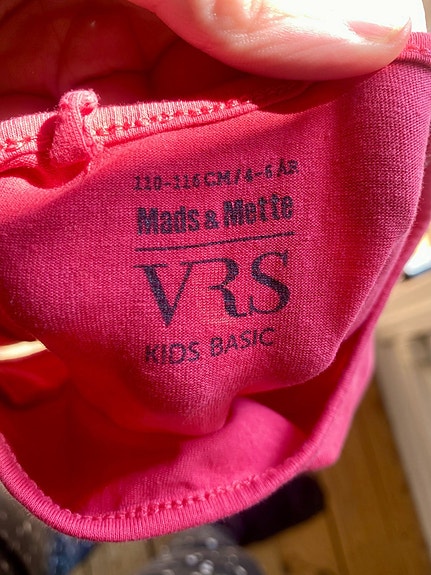 110-116 CM/4-6 ÅR
Mads & Mette
VRS
KIDS BASIC